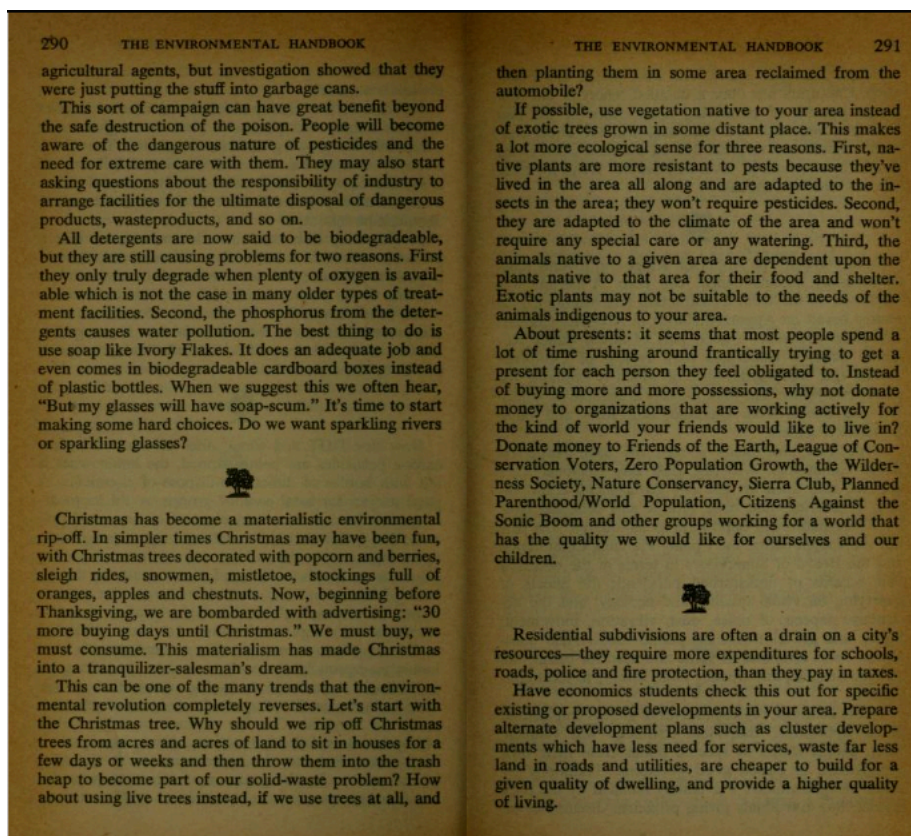 290 THE ENVIRONMENTAL HANDBOOK
agricultural agents, but investigation showed that they
were just putting the stuff into garbage cans.
This sort of campaign can have great benefit beyond
the safe destruction of the poison. People will become
aware of the dangerous nature of pesticides and the
need for extreme care with them. They may also start
asking questions about the responsibility of industry to
arrange facilities for the ultimate disposal of dangerous
products, wasteproducts, and so on.
All detergents are now said to be biodegradeable,
but they are still causing problems for two reasons. First
they only truly degrade when plenty of oxygen is avail-
able which is not the case in many older types of treat-
ment facilities. Second, the phosphorus from the deter-
gents causes water pollution. The best thing to do is
use soap like Ivory Flakes. It does an adequate job and
even comes in biodegradeable cardboard boxes instead
of plastic bottles. When we suggest this we often hear,
"But my glasses will have soap-scum." It's time to start
making some hard choices. Do we want sparkling rivers
or sparkling glasses?
Christmas has become a materialistic environmental
rip-off. In simpler times Christmas may have been fun,
with Christmas trees decorated with popcorn and berries,
sleigh rides, snowmen, mistletoe, stockings full of
oranges, apples and chestnuts. Now, beginning before
Thanksgiving, we are bombarded with advertising: "30
more buying days until Christmas." We must buy, we
must consume. This materialism has made Christmas
into a tranquilizer-salesman's dream.
This can be one of the many trends that the environ-
mental revolution completely reverses. Let's start with
the Christmas tree. Why should we rip off Christmas
trees from acres and acres of land to sit in houses for a
few days or weeks and then throw them into the trash
heap to become part of our solid-waste problem? How
about using live trees instead, if we use trees at all, and
THE ENVIRONMENTAL HANDBOOK 291
then planting them in some area reclaimed from the
automobile?
If possible, use vegetation native to your area instead
of exotic trees grown in some distant place. This makes
a lot more ecological sense for three reasons. First, na-
tive plants are more resistant to pests because they've
lived in the area all along and are adapted to the in-
sects in the area; they won't require pesticides. Second,
they are adapted to the climate of the area and won't
require any special care or any watering. Third, the
animals native to a given area are dependent upon the
plants native to that area for their food and shelter.
Exotic plants may not be suitable to the needs of the
animals indigenous to your area.
About presents: it seems that most people spend a
lot of time rushing around frantically trying to get a
present for each person they feel obligated to. Instead
of buying more and more possessions, why not donate
money to organizations that are working actively for
the kind of world your friends would like to live in?
Donate money to Friends of the Earth, League of Con-
servation Voters, Zero Population Growth, the Wilder-
ness Society, Nature Conservancy, Sierra Club, Planned
Parenthood/World Population, Citizens Against the
Sonic Boom and other groups working for a world that
has the quality we would like for ourselves and our
children.
Residential subdivisions are often a drain on a city's
resources—they require more expenditures for schools,
roads, police and fire protection, than they pay in taxes.
Have economics students check this out for specific
existing or proposed developments in your area. Prepare
alternate development plans such as cluster develop-
ments which have less need for services, waste far less
land in roads and utilities, are cheaper to build for a
given quality of dwelling, and provide a higher quality
of living.